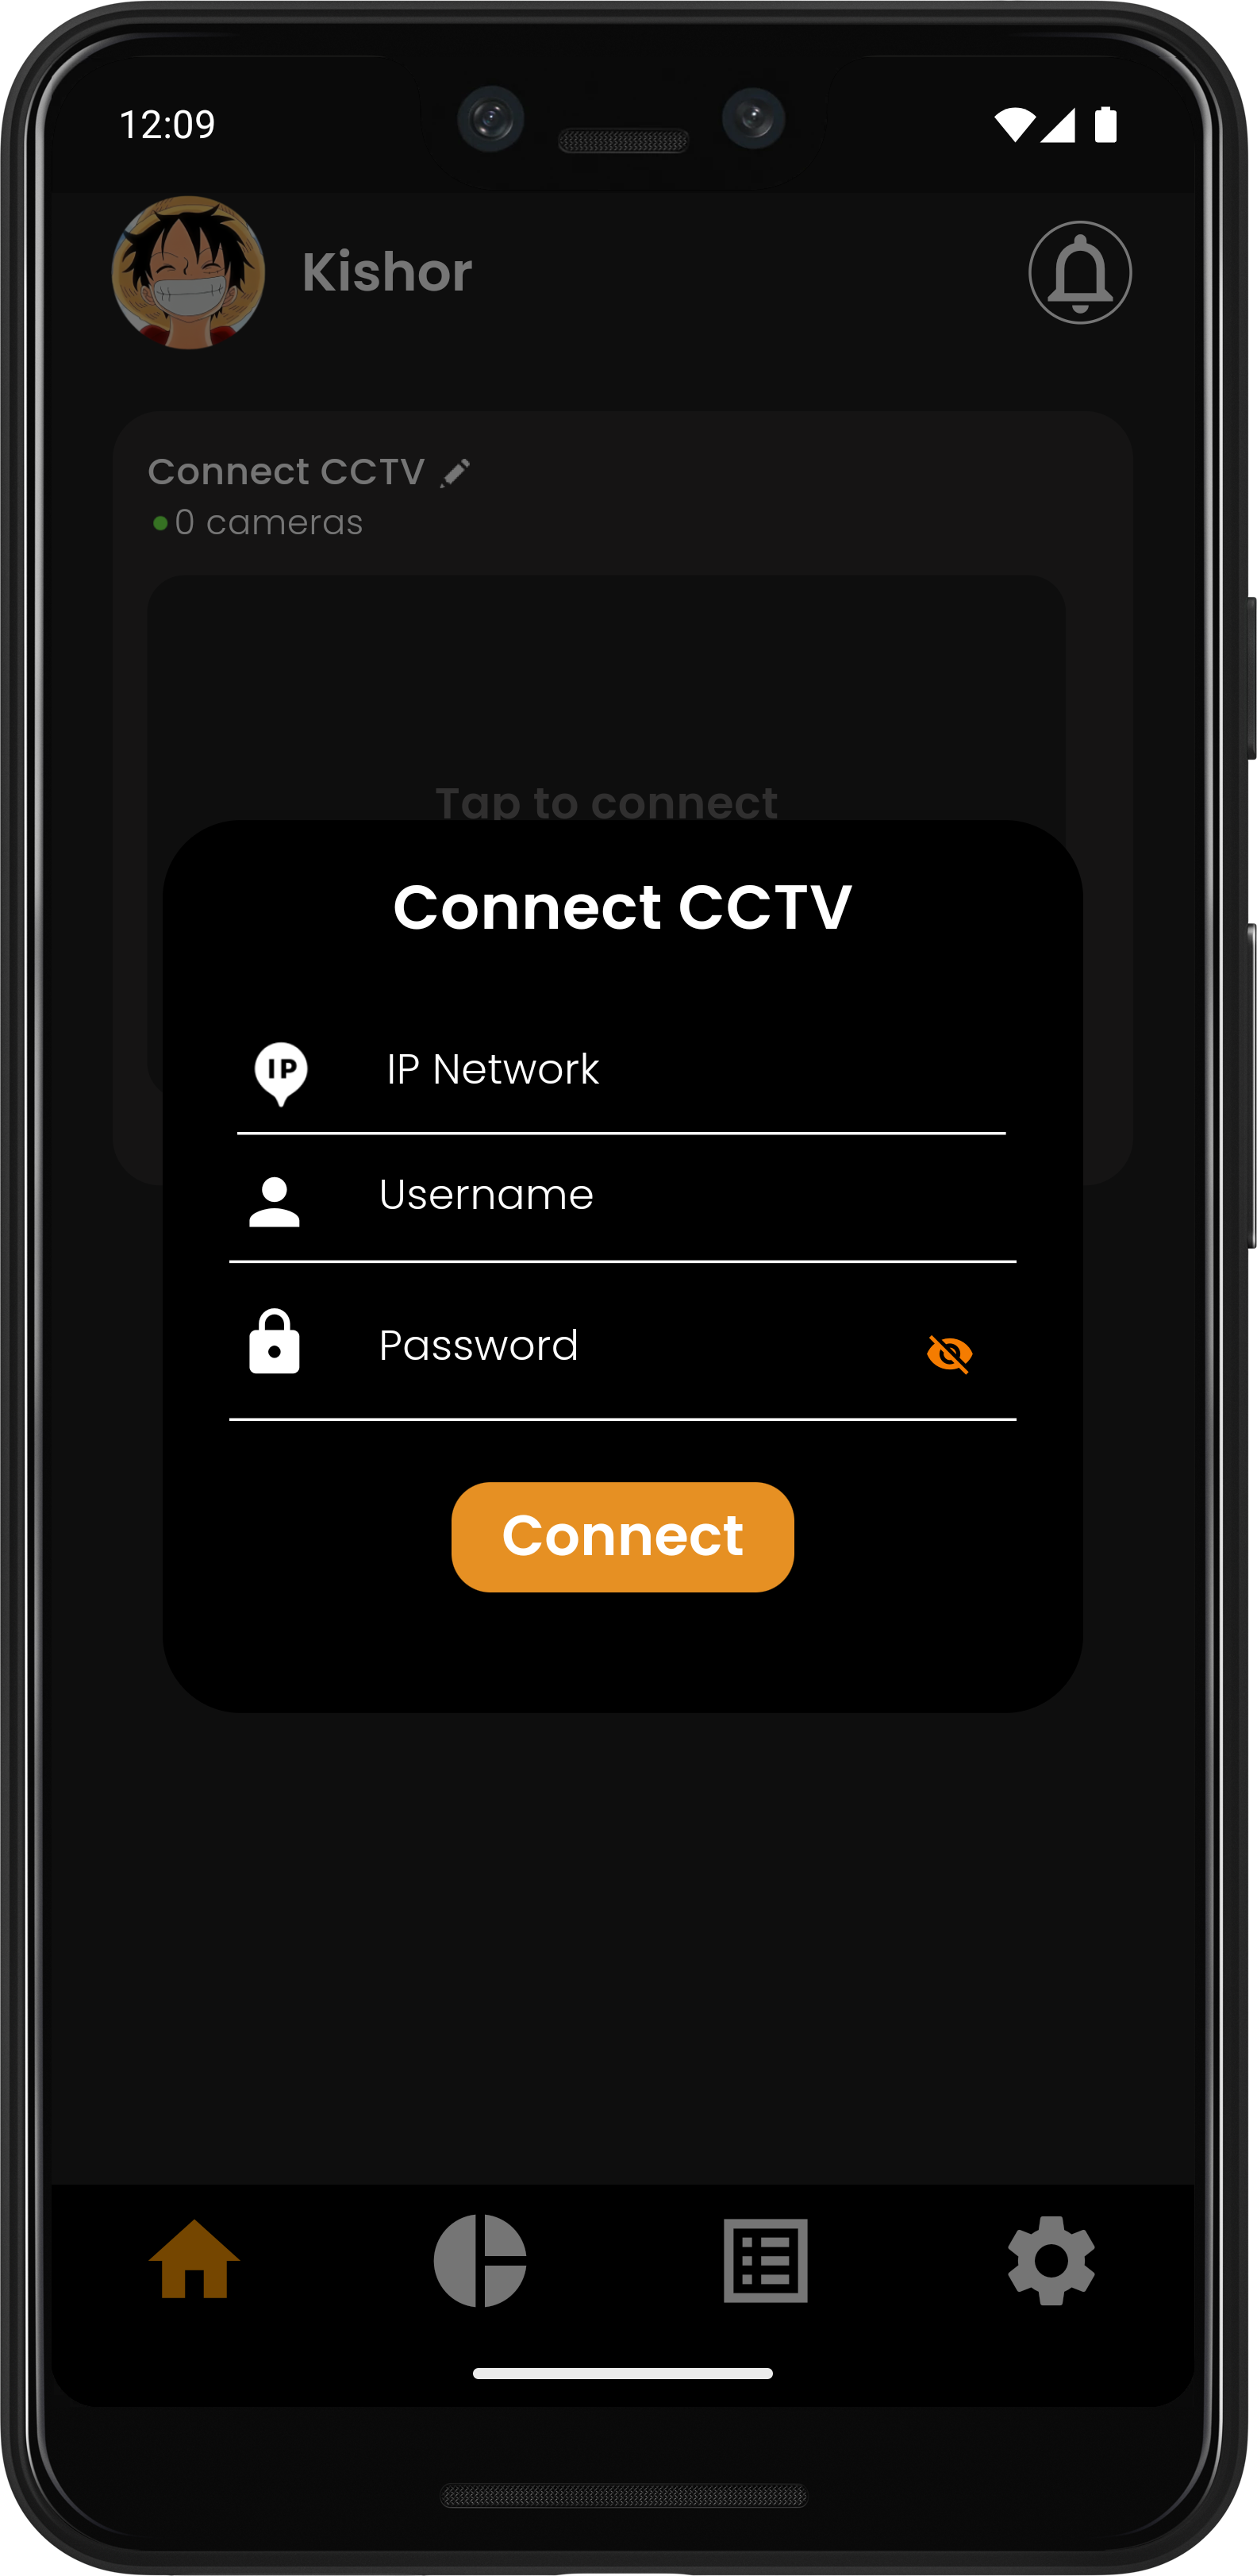 12:09
Kishor
Connect CCTV
0 cameras
Tap to connect
Connect CCTV
IP
IP Network
Username
Password
Connect